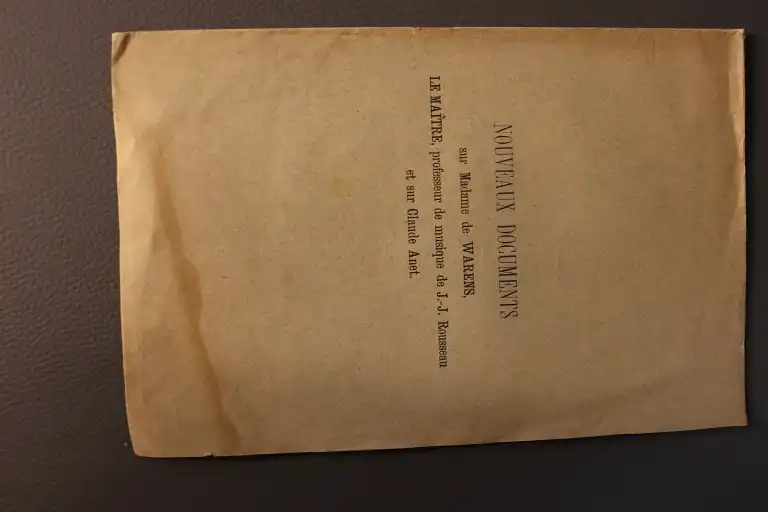 NOUVEAUX DOCUMENTS
sur Madame de WARENS,
LE MAÎTRE, professeur de musique de J.-J. Rousseau
et sur Claude Anet.